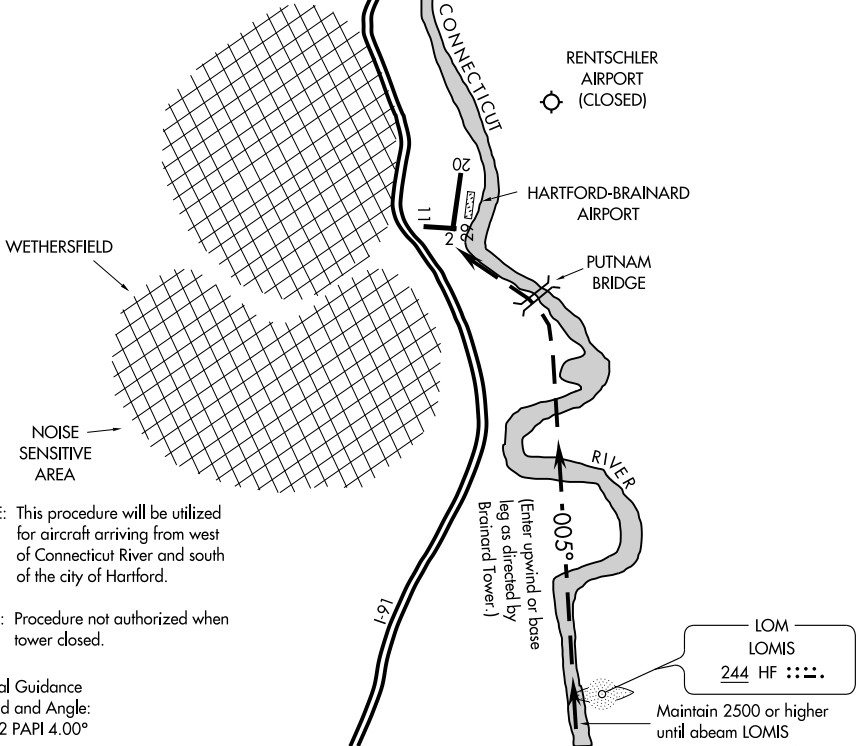 CONNECTICUT
RENTSCHLER
AIRPORT
(CLOSED)
20
11
2
29
HARTFORD-BRAINARD
AIRPORT
WETHERSFIELD
PUTNAM
BRIDGE
NOISE
SENSITIVE
AREA
RIVER
E: This procedure will be utilized
for aircraft arriving from west
of Connecticut River and south
of the city of Hartford.
(Enter upwind or base
leg as directed by
Brainard Tower.)
005°
: Procedure not authorized when
tower closed.
I-91
LOM
LOMIS
244 HF
al Guidance
d and Angle:
2 PAPI 4.00°
Maintain 2500 or higher
until abeam LOMIS